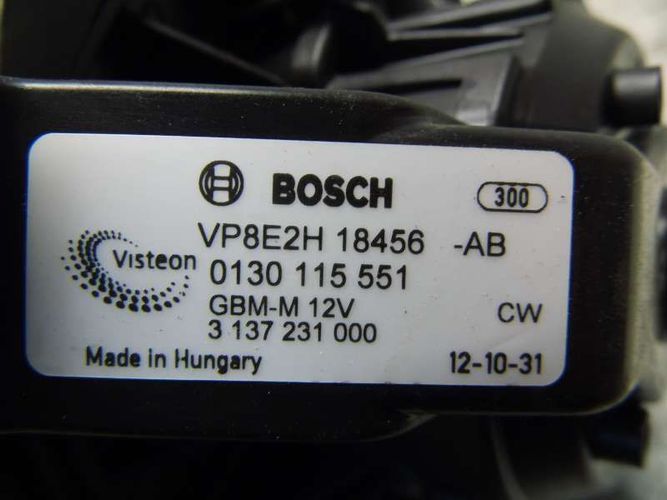 BOSCH 300
VP8E2H 18456 -AB
Visteon
0130 115 551
GBM-M 12V CW
3 137 231 000
Made in Hungary 12-10-31